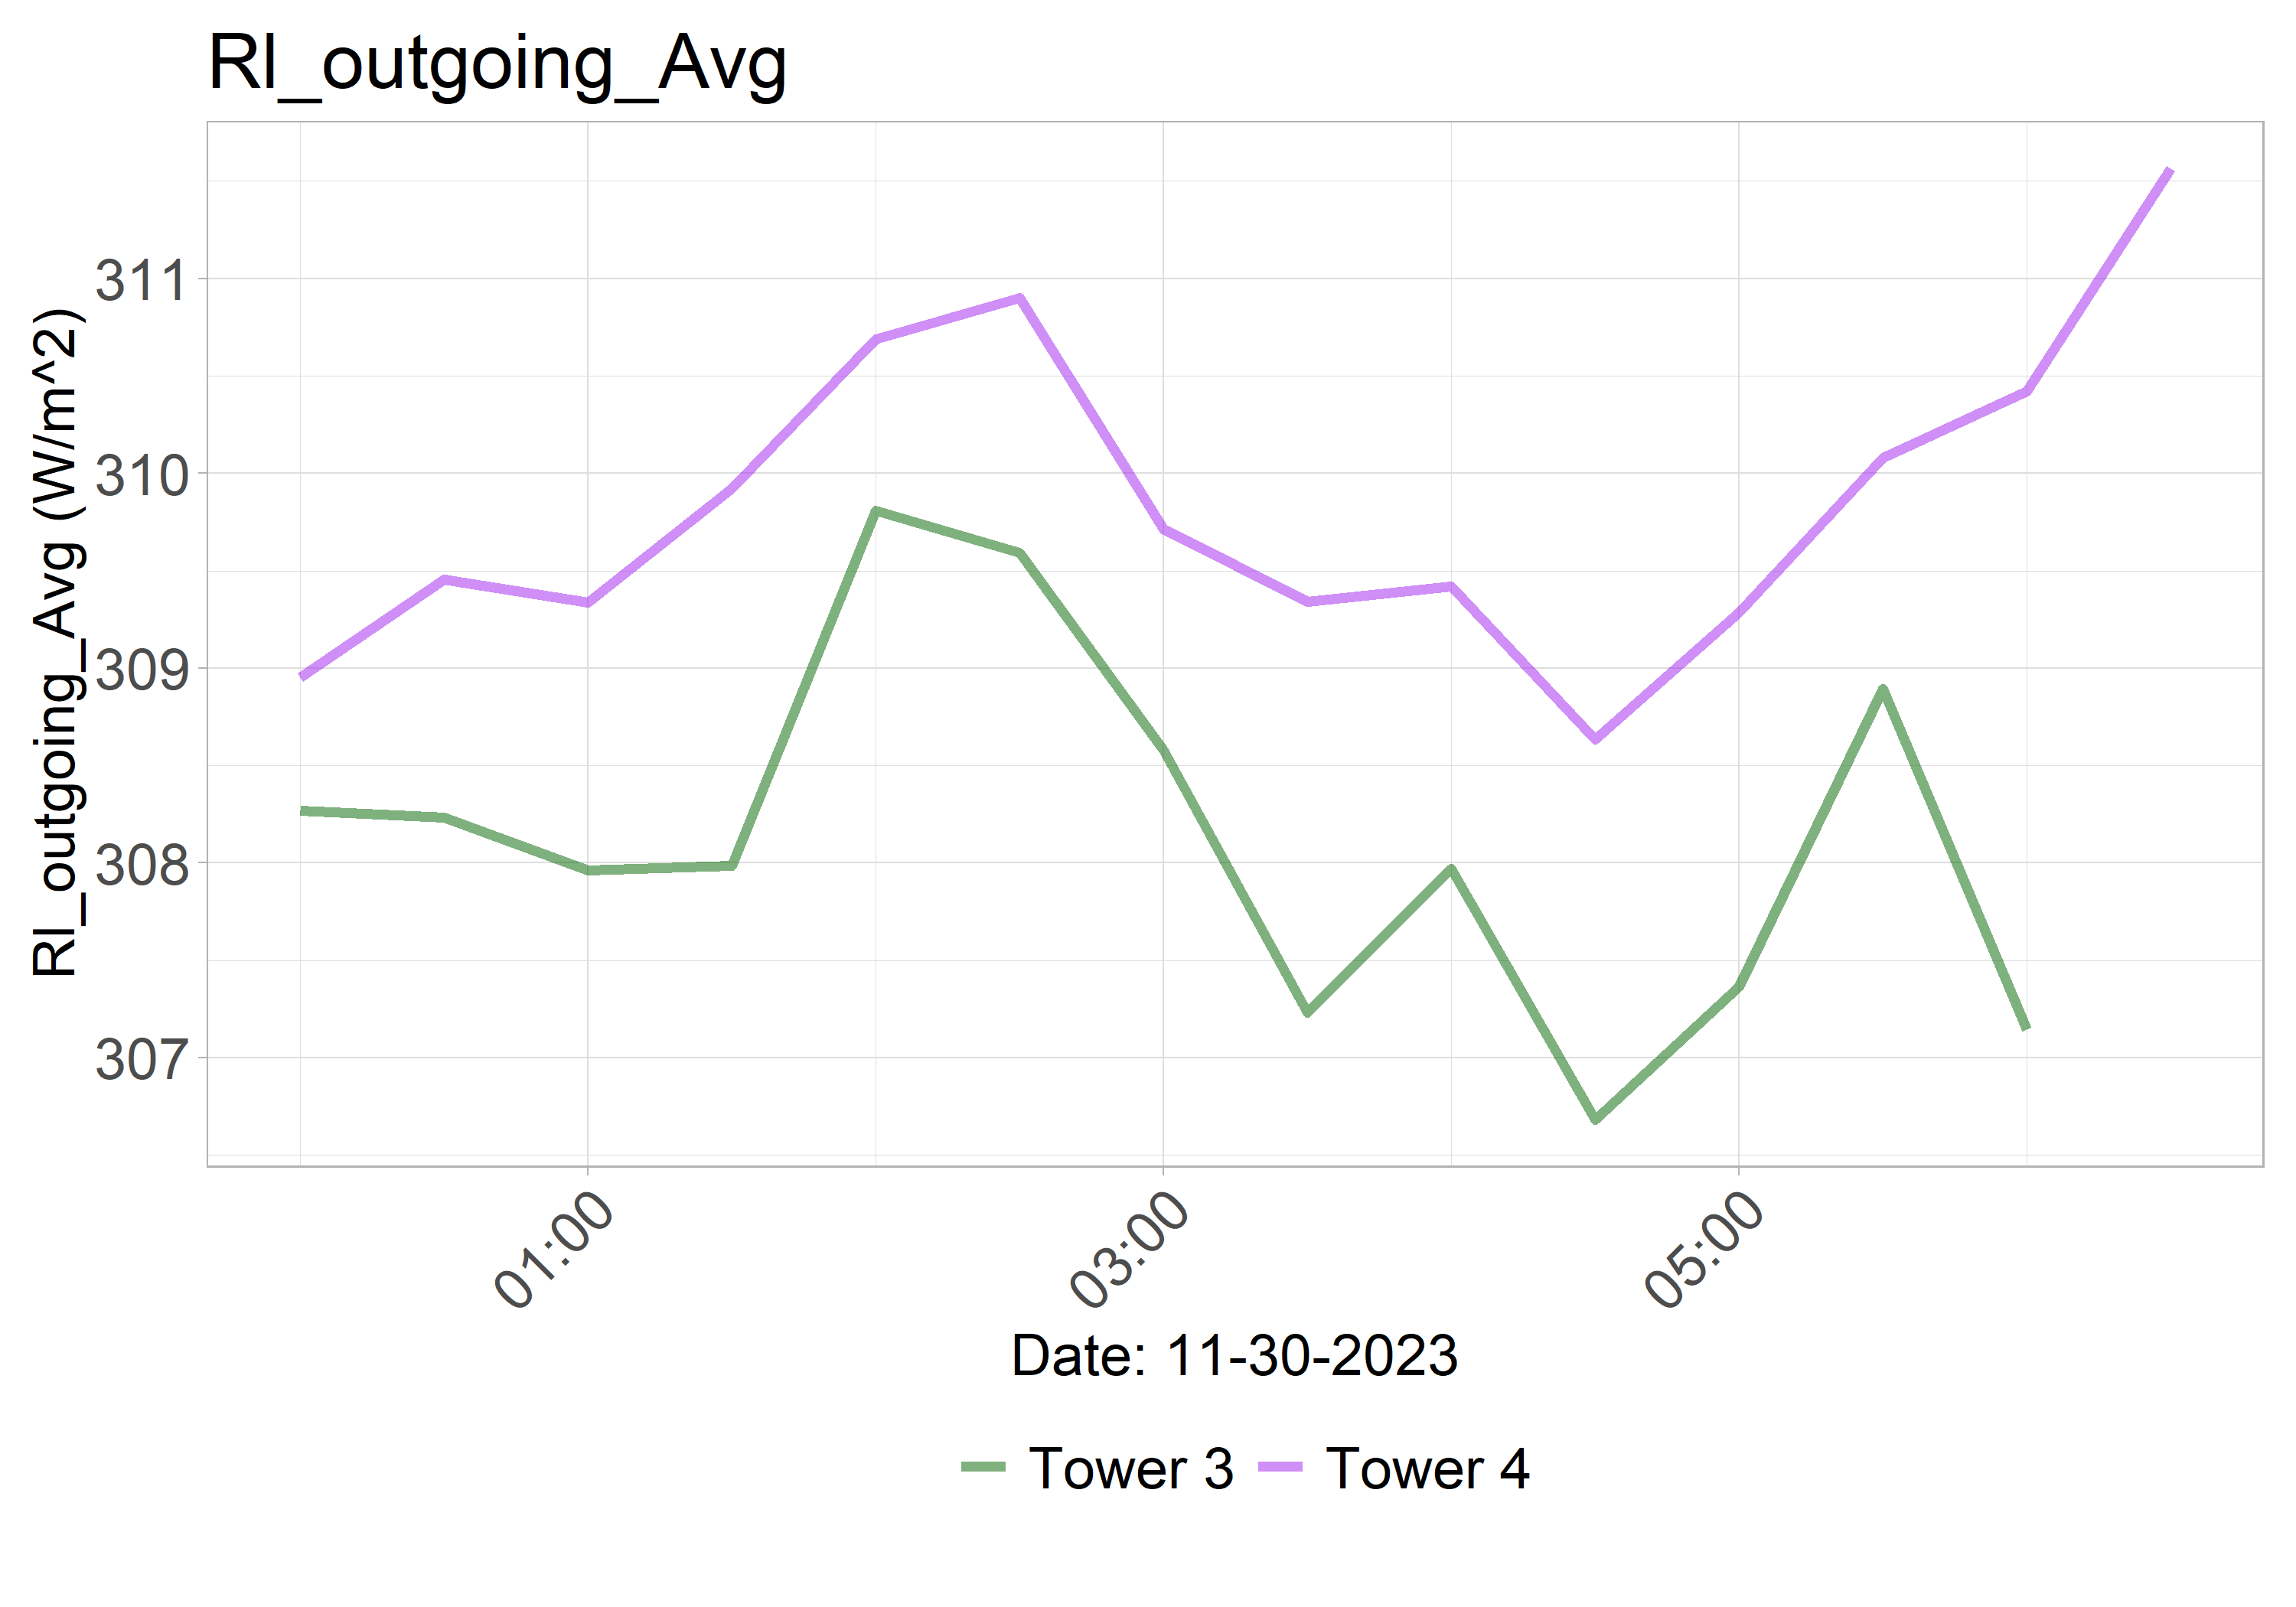 Rl_outgoing_Avg
Rl_outgoing_Avg (W/m^2)
311
310
309
308
307
01:00
03:00
05:00
Date: 11-30-2023
Tower 3
Tower 4